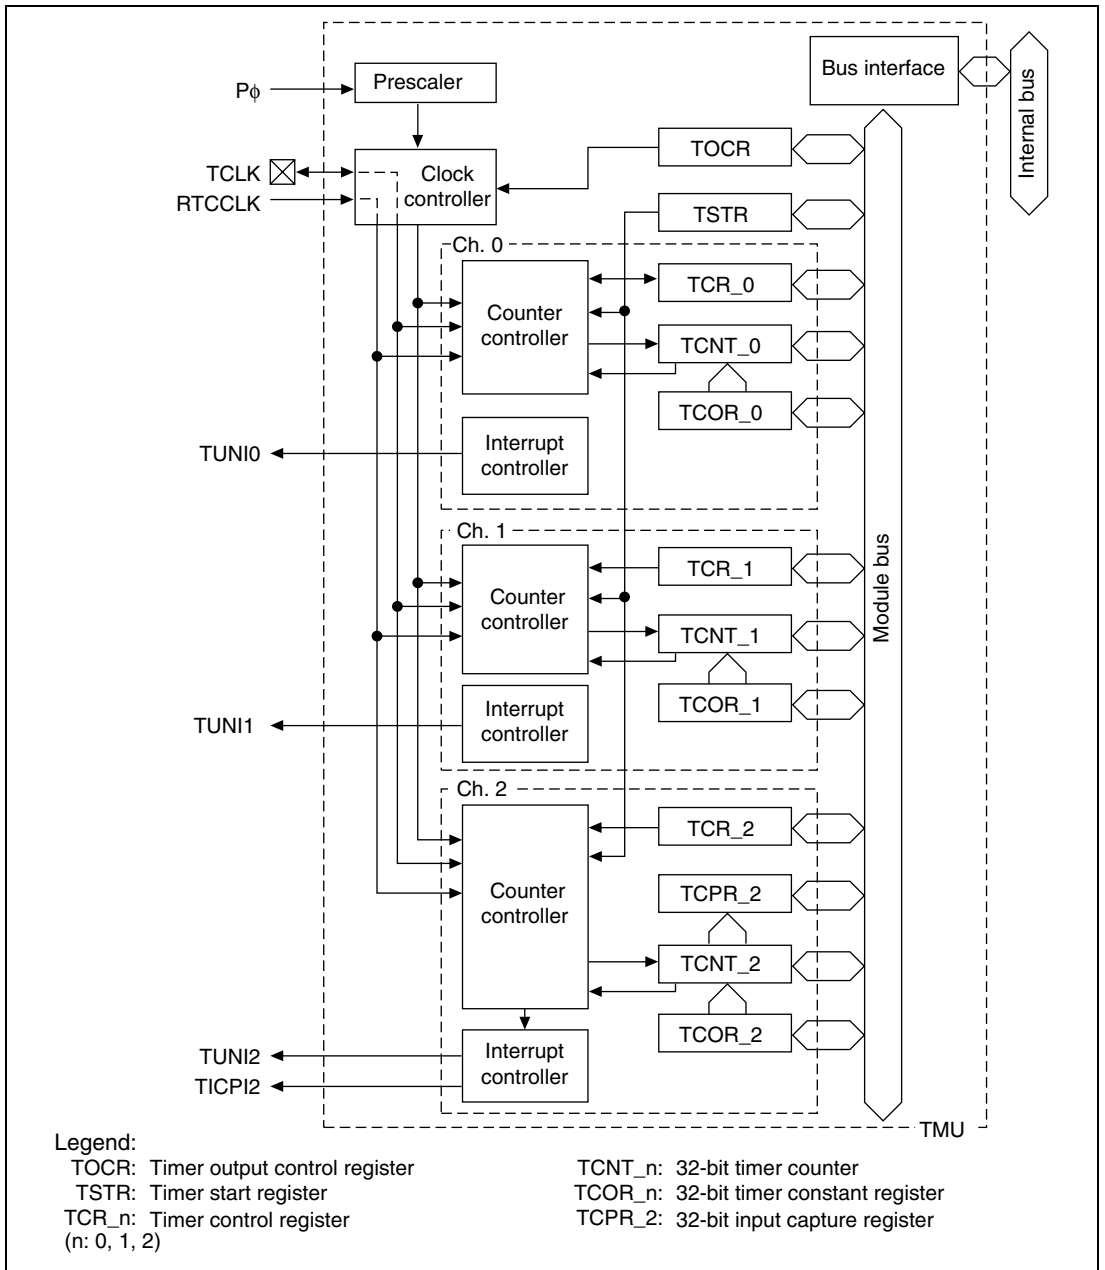 Bus interface
Internal bus
Prescaler
Pϕ
TOCR
TCLK
Clock
controller
RTCCLK
TSTR
Ch. 0
TCR_0
Counter
controller
TCNT_0
TCOR_0
Interrupt
controller
TUNI0
Ch. 1
Module bus
TCR_1
Counter
controller
TCNT_1
TCOR_1
Interrupt
controller
TUNI1
Ch. 2
TCR_2
TCPR_2
Counter
controller
TCNT_2
TCOR_2
Interrupt
controller
TUNI2
TICPI2
TMU
Legend:
TOCR: Timer output control register
TSTR: Timer start register
TCR_n: Timer control register
(n: 0, 1, 2)
TCNT_n: 32-bit timer counter
TCOR_n: 32-bit timer constant register
TCPR_2: 32-bit input capture register